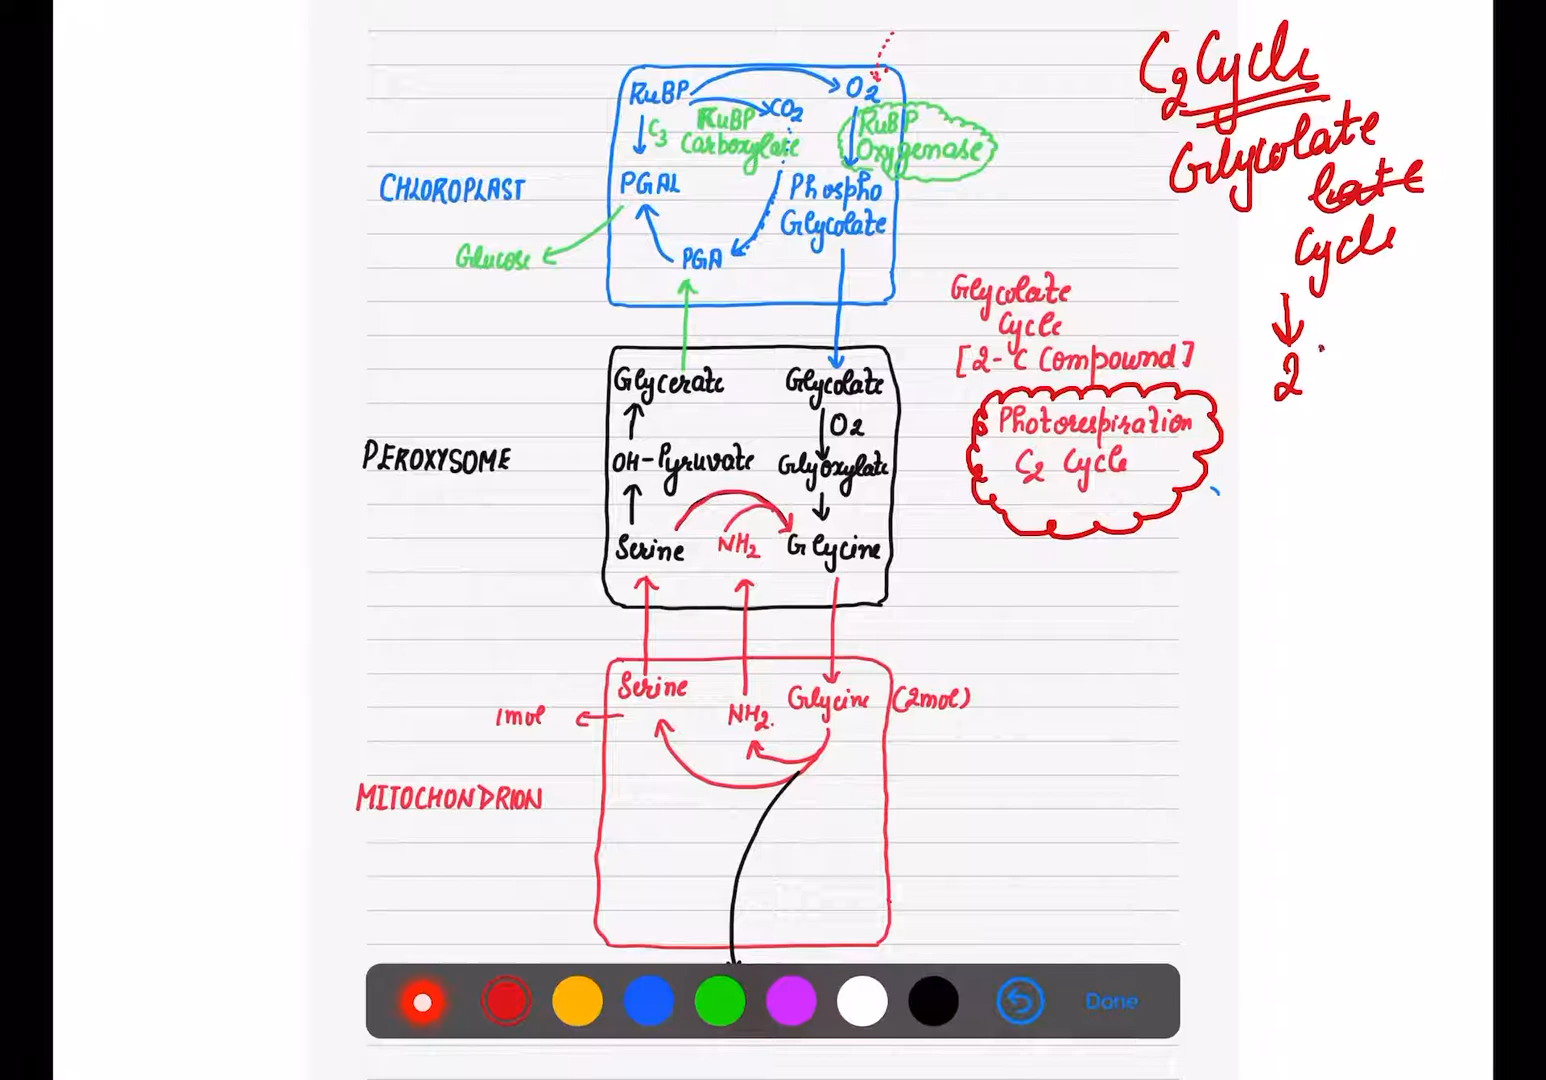 C2 Cycle
Glycolate
late
cycle
2
RuBP
O2
CO2
C3
RuBP
Carboxylate
RuBP
Oxygenase
CHLOROPLAST
PGAL
Phospho
Glycolate
Glucose
PGA
Glycolate
Cycle
[2-C Compound]
Glycerate
Glycolate
O2
Photorespiration
C2 Cycle
PEROXYSOME
OH-Pyruvate
Glyoxylate
Serine
NH2
Glycine
Serine
NH2.
Glycine
(2mol)
1mol
MITOCHONDRION
Done